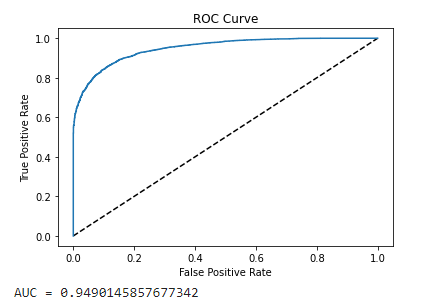 ROC Curve
1.0
0.8
0.6
0.4
0.2
0.0
True Positive Rate
0.0 0.2 0.4 0.6 0.8 1.0
False Positive Rate
AUC = 0.9490145857677342